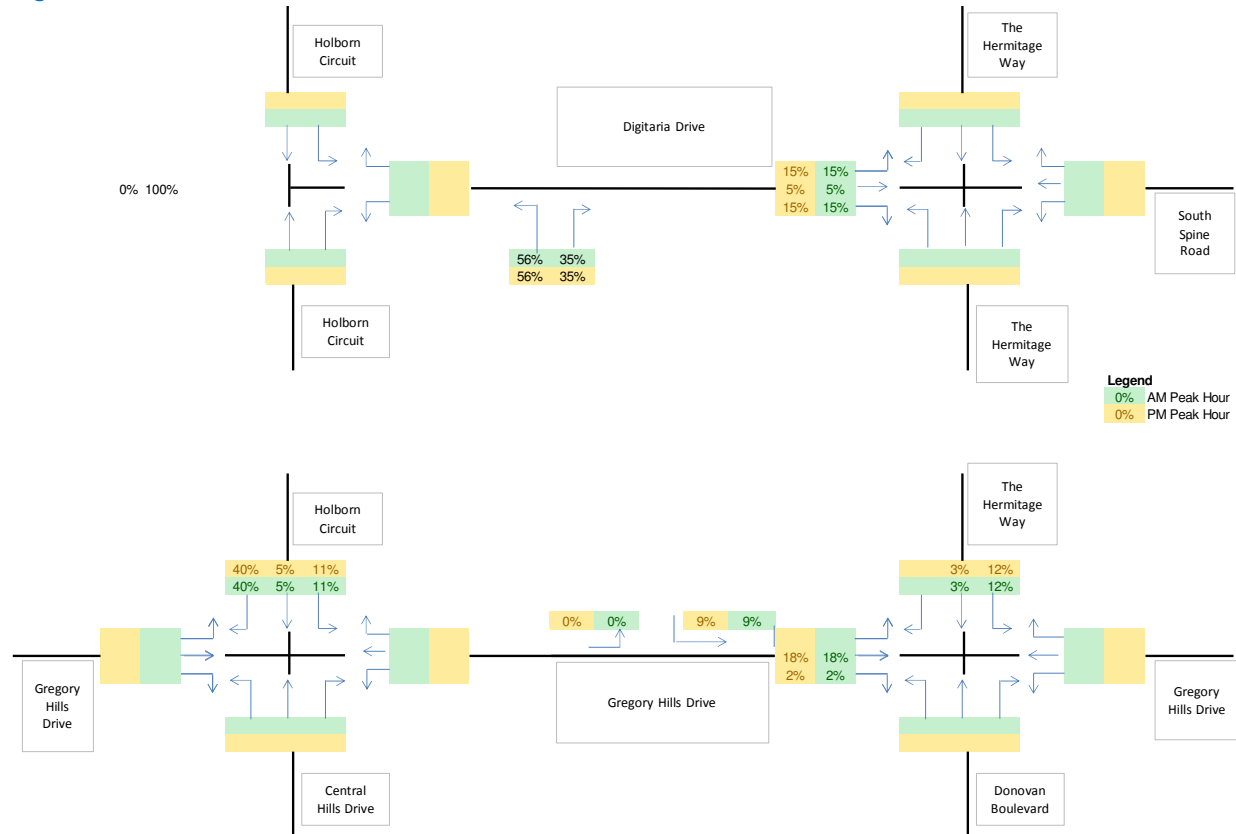 Holborn
Circuit
The
Hermitage
Way
Digitaria Drive
15% 15%
5% 5%
15% 15%
0% 100%
South
Spine
Road
56% 35%
56% 35%
Holborn
Circuit
The
Hermitage
Way
Legend
0% AM Peak Hour
0% PM Peak Hour
Holborn
Circuit
The
Hermitage
Way
40% 5% 11%
40% 5% 11%
3% 12%
3% 12%
0% 0%
9% 9%
18% 18%
2% 2%
Gregory
Hills
Drive
Gregory Hills Drive
Gregory
Hills
Drive
Central
Hills Drive
Donovan
Boulevard